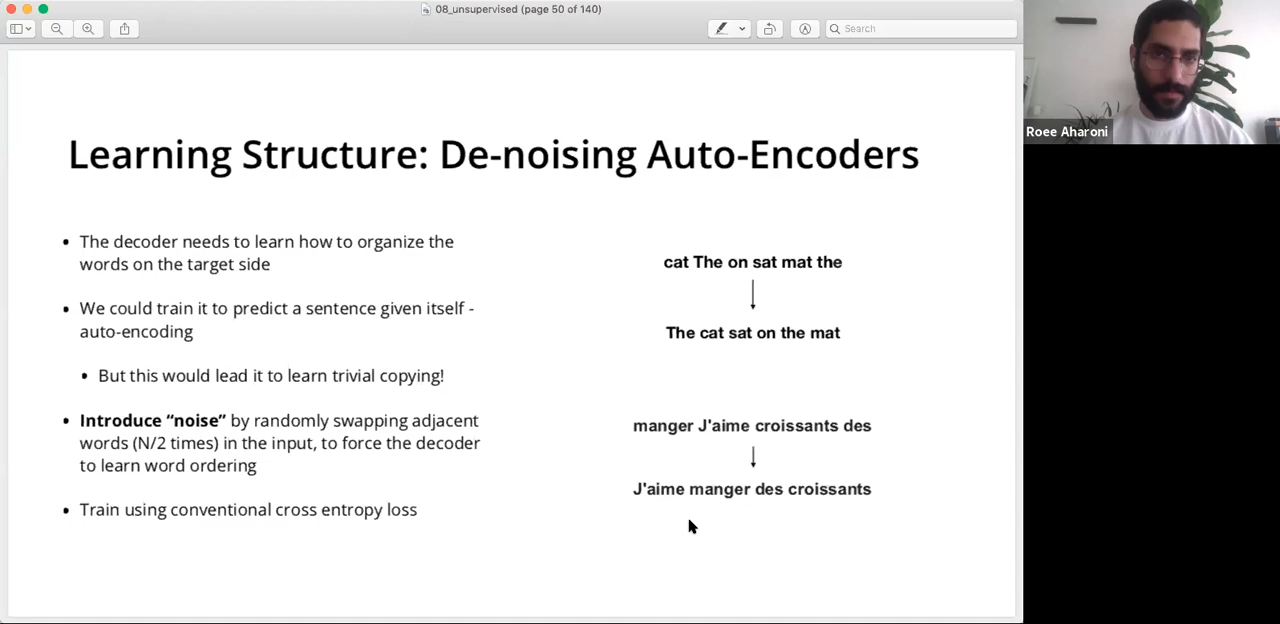 08_unsupervised (page 50 of 140)
Search
Roee Aharoni
Learning Structure: De-noising Auto-Encoders
• The decoder needs to learn how to organize the
words on the target side
• We could train it to predict a sentence given itself -
auto-encoding
• But this would lead it to learn trivial copying!
• Introduce “noise” by randomly swapping adjacent
words (N/2 times) in the input, to force the decoder
to learn word ordering
• Train using conventional cross entropy loss
cat The on sat mat the
The cat sat on the mat
manger J'aime croissants des
J'aime manger des croissants